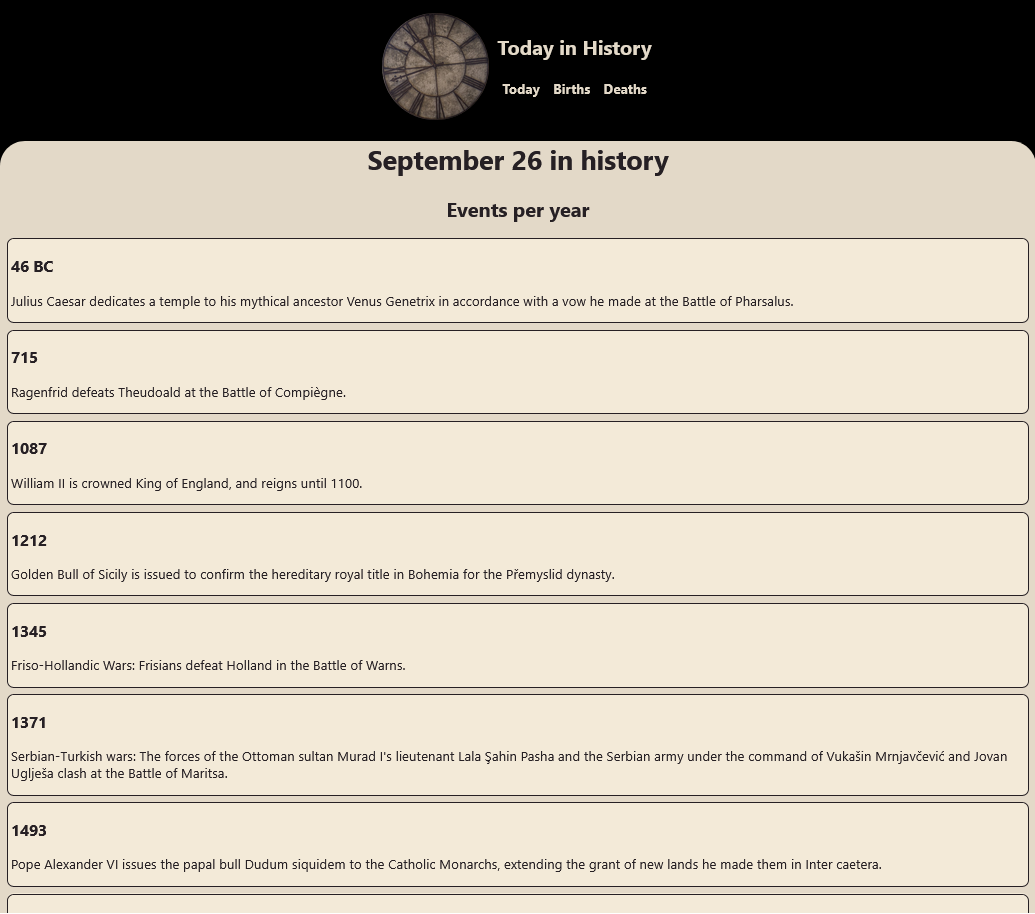 Today in History
Today Births Deaths
September 26 in history
Events per year
46 BC
Julius Caesar dedicates a temple to his mythical ancestor Venus Genetrix in accordance with a vow he made at the Battle of Pharsalus.
715
Ragenfrid defeats Theudoald at the Battle of Compiègne.
1087
William II is crowned King of England, and reigns until 1100.
1212
Golden Bull of Sicily is issued to confirm the hereditary royal title in Bohemia for the Přemyslid dynasty.
1345
Friso-Hollandic Wars: Frisians defeat Holland in the Battle of Warns.
1371
Serbian-Turkish wars: The forces of the Ottoman sultan Murad I's lieutenant Lala Şahin Pasha and the Serbian army under the command of Vukašin Mrnjavčević and Jovan
Uglješa clash at the Battle of Maritsa.
1493
Pope Alexander VI issues the papal bull Dudum siquidem to the Catholic Monarchs, extending the grant of new lands he made them in Inter caetera.